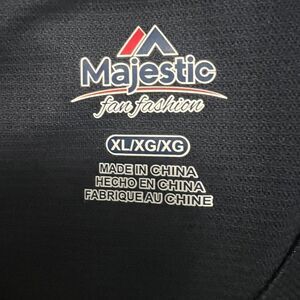 Majestic
fan fashion
XL/XG/XG
MADE IN CHINA
HECHO EN CHINA
FABRIQUE AU CHINE